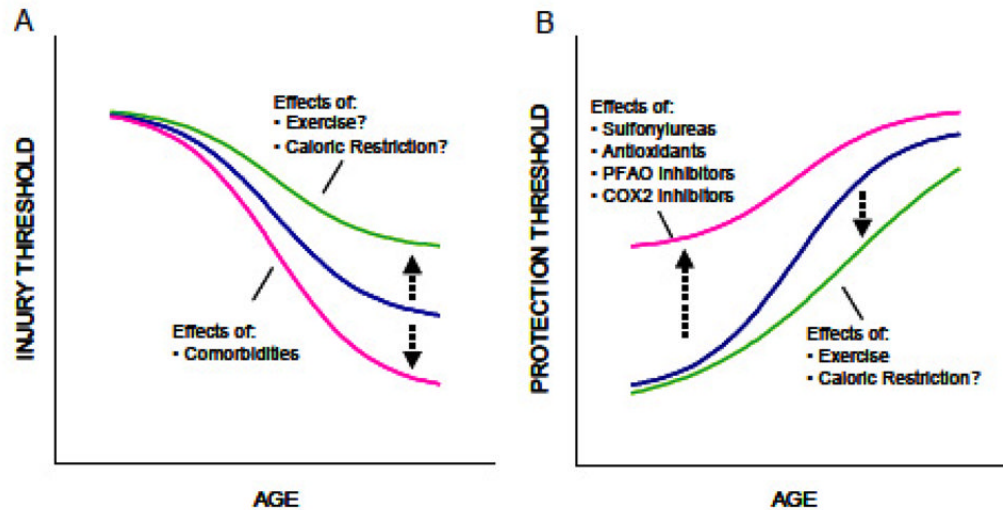 A
INJURY THRESHOLD
Effects of:
• Exercise?
• Caloric Restriction?
Effects of:
• Comorbidities
AGE
B
PROTECTION THRESHOLD
Effects of:
• Sulfonylureas
• Antioxidants
• PFAO Inhibitors
• COX2 Inhibitors
Effects of:
• Exercise
• Caloric Restriction?
AGE